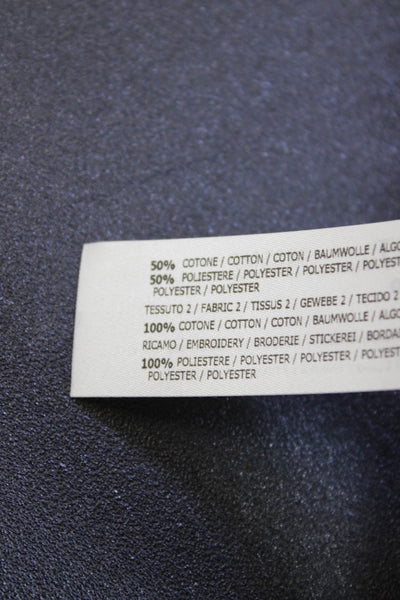 50% COTONE / COTTON / COTON / BAUMWOLLE / ALGO
50% POLIESTERE / POLYESTER / POLYESTER / POLYEST
POLYESTER / POLYESTER
TESSUTO 2 / FABRIC 2 / TISSUS 2 / GEWEBE 2 / TECIDO 2
100% COTONE / COTTON / COTON / BAUMWOLLE / ALGO
RICAMO / EMBROIDERY / BRODERIE / STICKEREI / BORDA
100% POLIESTERE / POLYESTER / POLYESTER / POLYEST
POLYESTER / POLYESTER